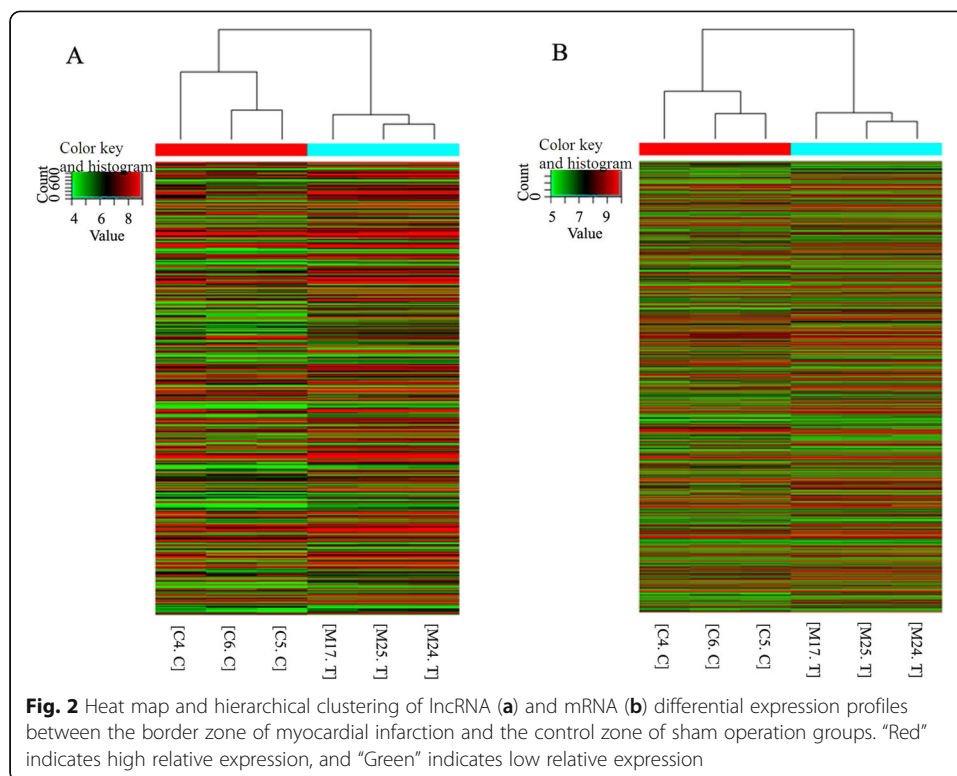 A
B
Color key
and histogram
Count
0 600
4 6 8
Value
Color key
and histogram
Count
0
5 7 9
Value
[C4. C]
[C6. C]
[C5. C]
[M17. T]
[M25. T]
[M24. T]
[C4. C]
[C6. C]
[C5. C]
[M17. T]
[M25. T]
[M24. T]
Fig. 2 Heat map and hierarchical clustering of lncRNA (a) and mRNA (b) differential expression profiles
between the border zone of myocardial infarction and the control zone of sham operation groups. “Red”
indicates high relative expression, and “Green” indicates low relative expression